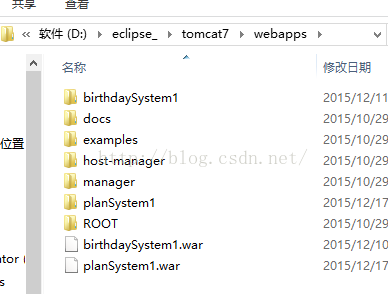 共享 查看
« 软件 (D:) › eclipse_ › tomcat7 › webapps ›
名称 修改日期
birthdaySystem1 2015/12/11
docs 2015/10/29
examples 2015/10/29
位置
host-manager 2015/10/29
http://blog.csdn.net/
manager 2015/10/29
planSystem1 2015/12/17
ROOT 2015/10/29
birthdaySystem1.war 2015/12/10
ator (
planSystem1.war 2015/12/17
s